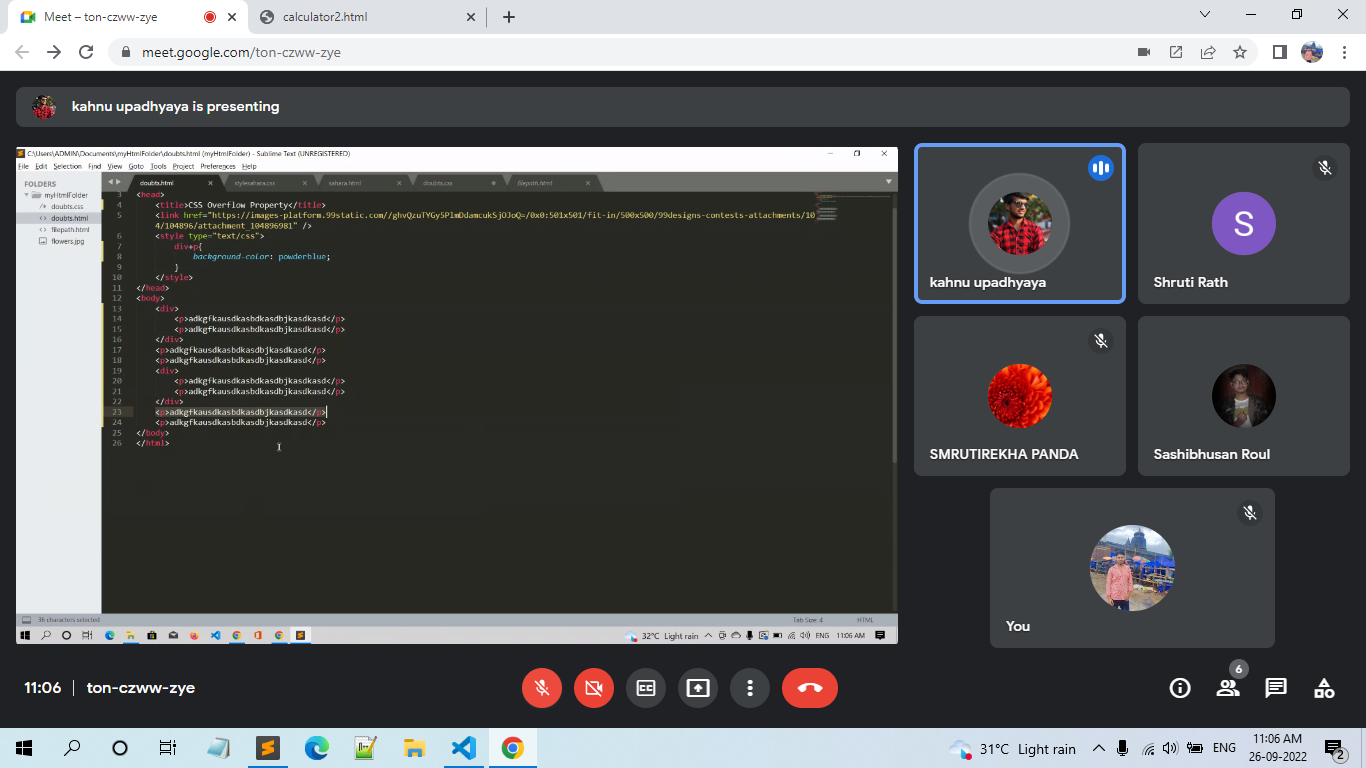 Meet – ton-czww-zye
calculator2.html
meet.google.com/ton-czww-zye
kahnu upadhyaya is presenting
C:\Users\ADMIN\Documents\myHtmlFolder\doubts.html (myHtmlFolder) - Sublime Text (UNREGISTERED)
File Edit Selection Find View Goto Tools Project Preferences Help
FOLDERS
myHtmlFolder
doubts.css
doubts.html
filepath.html
flowers.jpg
doubts.html
stylesahara.css
sahara.html
doubts.css
filepath.html
3 <head>
4 <title>CSS Overflow Property</title>
5 <link href="https://images-platform.99static.com//ghvQzuTYGy5PlmDdamcukSjOJoQ=/0x0:501x501/fit-in/500x500/99designs-contests-attachments/10
4/104896/attachment_104896981" />
6 <style type="text/css">
7 div+p{
8 background-color: powderblue;
9 }
10 </style>
11 </head>
12 <body>
13 <div>
14 <p>adkgfkausdkasbdkasdbjkasdkasd</p>
15 <p>adkgfkausdkasbdkasdbjkasdkasd</p>
16 </div>
17 <p>adkgfkausdkasbdkasdbjkasdkasd</p>
18 <p>adkgfkausdkasbdkasdbjkasdkasd</p>
19 <div>
20 <p>adkgfkausdkasbdkasdbjkasdkasd</p>
21 <p>adkgfkausdkasbdkasdbjkasdkasd</p>
22 </div>
23 <p>adkgfkausdkasbdkasdbjkasdkasd</p>
24 <p>adkgfkausdkasbdkasdbjkasdkasd</p>
25 </body>
26 </html>
36 characters selected
Tab Size: 4
HTML
32°C Light rain
ENG
11:06 AM
kahnu upadhyaya
S
Shruti Rath
SMRUTIREKHA PANDA
Sashibhusan Roul
You
11:06 | ton-czww-zye
6
31°C Light rain
ENG
11:06 AM
26-09-2022
2